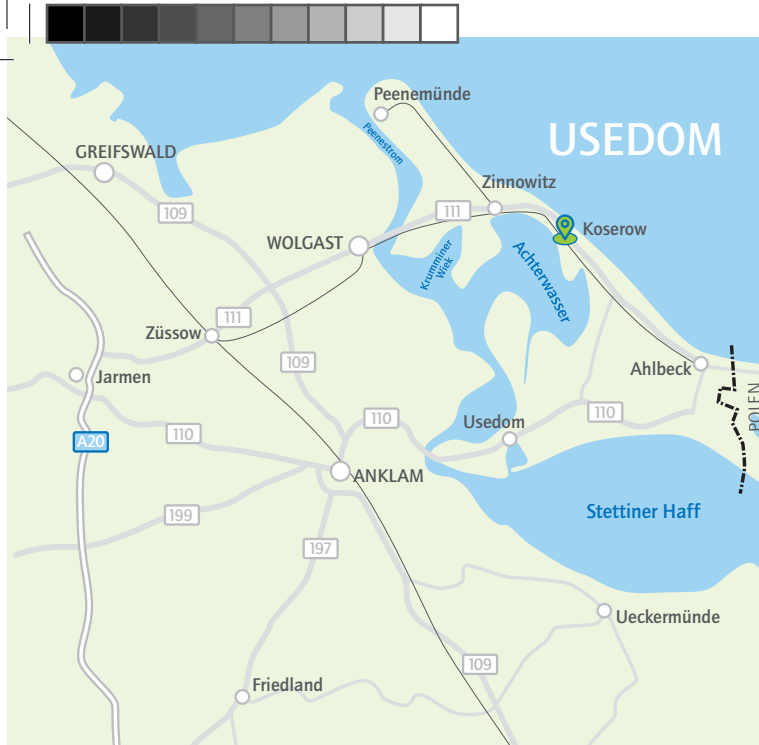 Peenemünde
USEDOM
Peenestrom
GREIFSWALD
Zinnowitz
109
111
Koserow
WOLGAST
Krumminer
Wiek
Achterwasser
111
Züssow
109
Ahlbeck
Jarmen
POLEN
110
110
Usedom
110
A20
ANKLAM
Stettiner Haff
199
197
Ueckermünde
109
Friedland